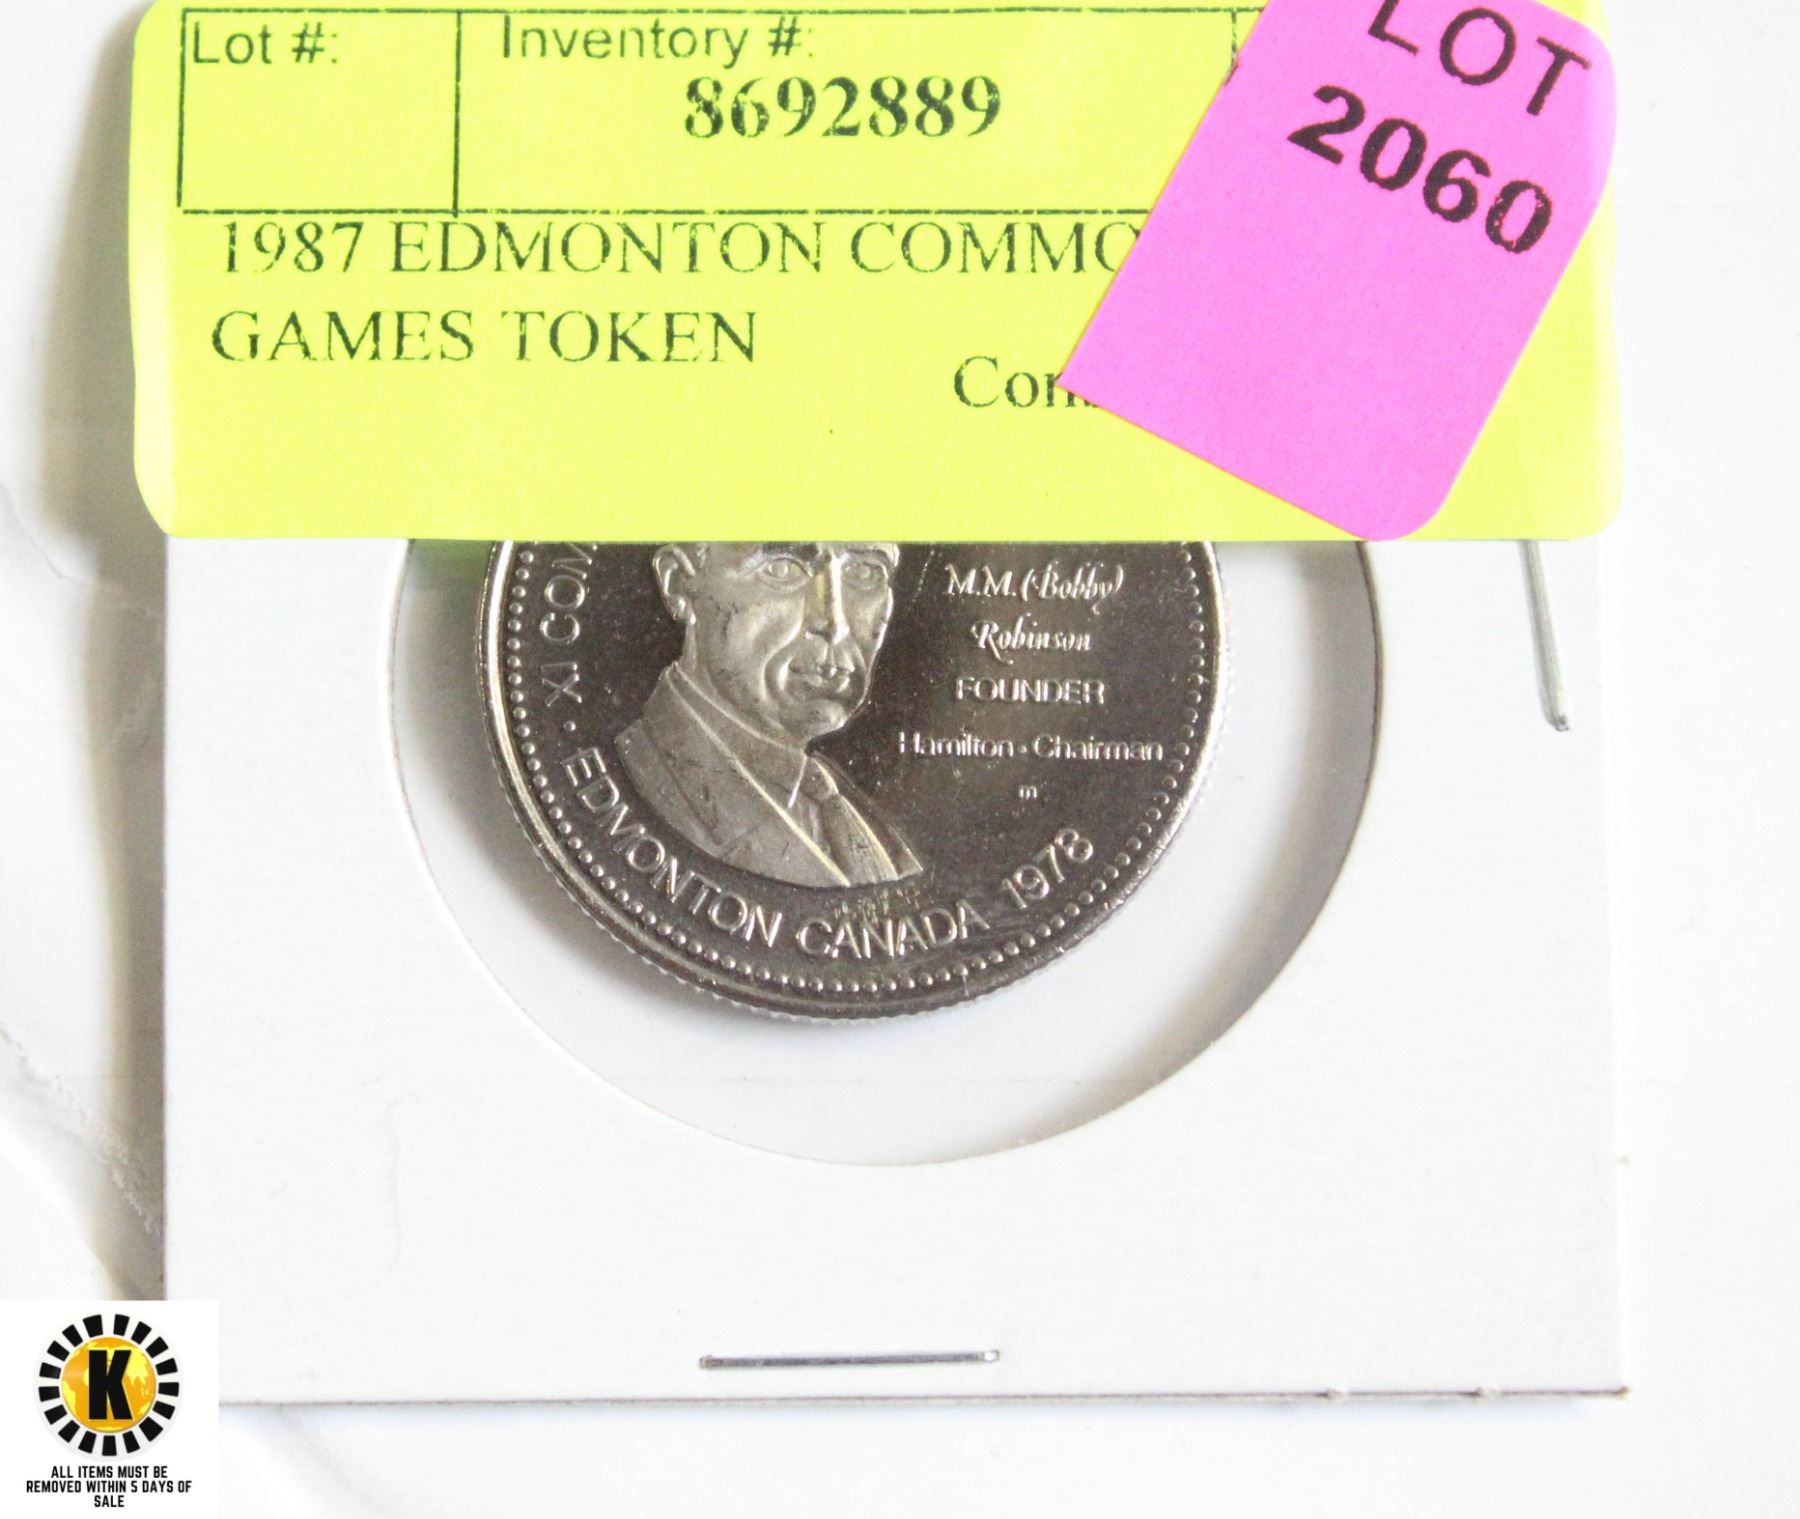 Lot #:
Inventory #:
8692889
LOT
2060
1987 EDMONTON COMMO
GAMES TOKEN
Com
XI COM
M.M. (Bobby)
Robinson
FOUNDER
Hamilton · Chairman
m
· EDMONTON CANADA 1978
K
ALL ITEMS MUST BE
REMOVED WITHIN 5 DAYS OF
SALE